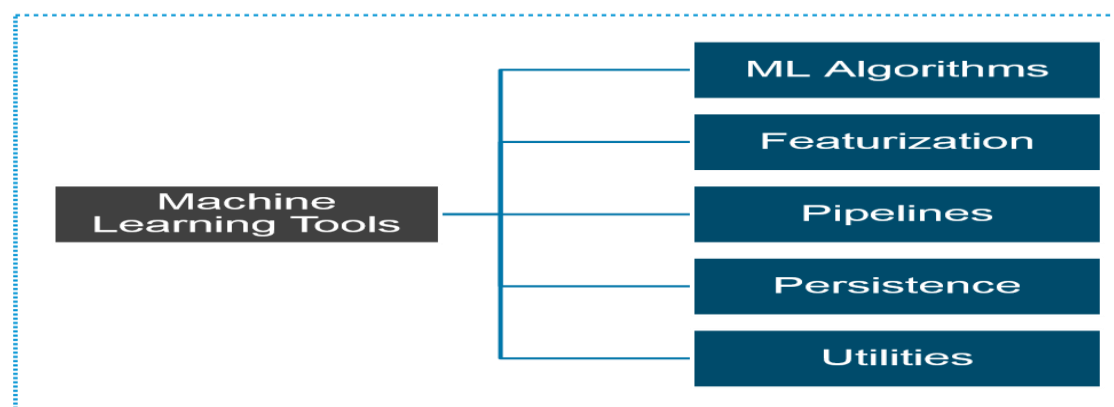 ML Algorithms
Featurization
Machine
Learning Tools
Pipelines
Persistence
Utilities